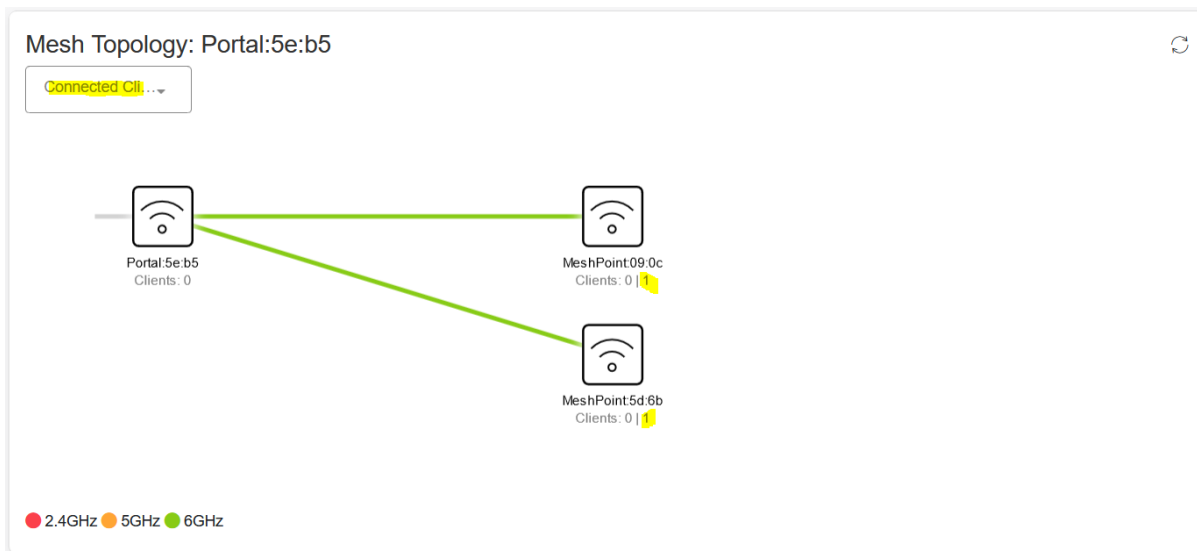 Mesh Topology: Portal:5e:b5
Connected Cli...
Portal:5e:b5
Clients: 0
MeshPoint:09:0c
Clients: 0 | 1
MeshPoint:5d:6b
Clients: 0 | 1
2.4GHz 5GHz 6GHz